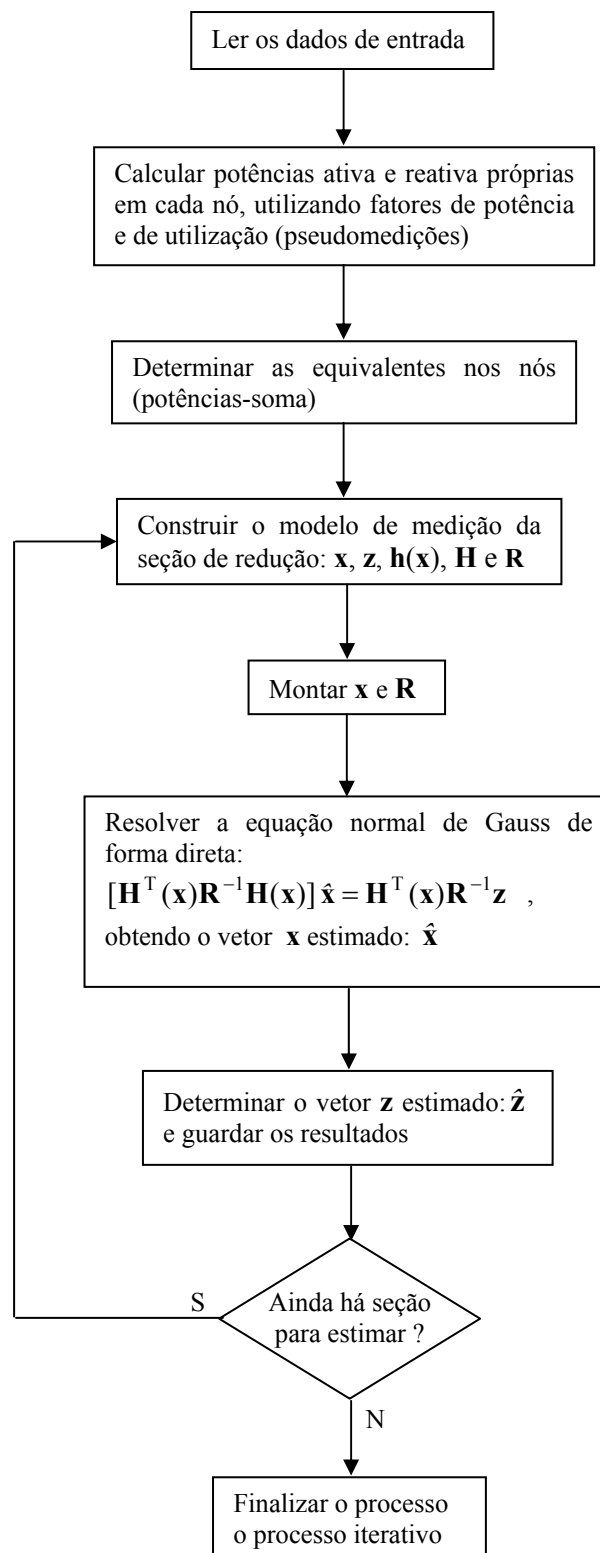 Ler os dados de entrada
Calcular potências ativa e reativa próprias
em cada nó, utilizando fatores de potência
e de utilização (pseudomedições)
Determinar as equivalentes nos nós
(potências-soma)
Construir o modelo de medição da
seção de redução: x, z, h(x), H e R
Montar x e R
Resolver a equação normal de Gauss de
forma direta:
[Hᵀ(x)R⁻¹H(x)] x̂ = Hᵀ(x)R⁻¹z ,
obtendo o vetor x estimado: x̂
Determinar o vetor z estimado: ẑ
e guardar os resultados
S
Ainda há seção
para estimar ?
N
Finalizar o processo
o processo iterativo